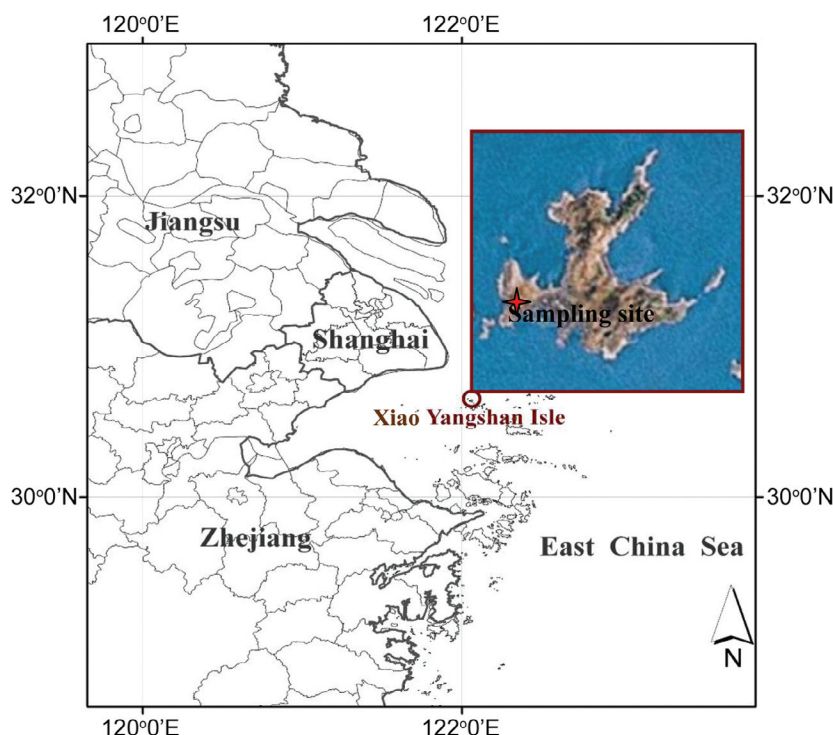 120°0'E 122°0'E
32°0'N 32°0'N
Jiangsu
Sampling site
Shanghai
Xiao Yangshan Isle
30°0'N 30°0'N
Zhejiang
East China Sea
N
120°0'E 122°0'E